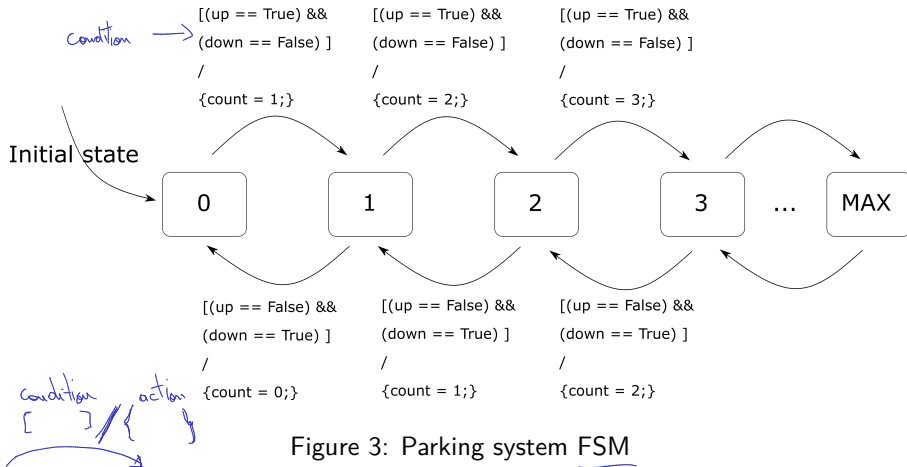 [(up == True) &&
(down == False) ]
/
{count = 1;}
[(up == True) &&
(down == False) ]
/
{count = 2;}
[(up == True) &&
(down == False) ]
/
{count = 3;}
condition
Initial state
0
1
2
3
...
MAX
[(up == False) &&
(down == True) ]
/
{count = 0;}
[(up == False) &&
(down == True) ]
/
{count = 1;}
[(up == False) &&
(down == True) ]
/
{count = 2;}
condition action
[ ] / { }
Figure 3: Parking system FSM